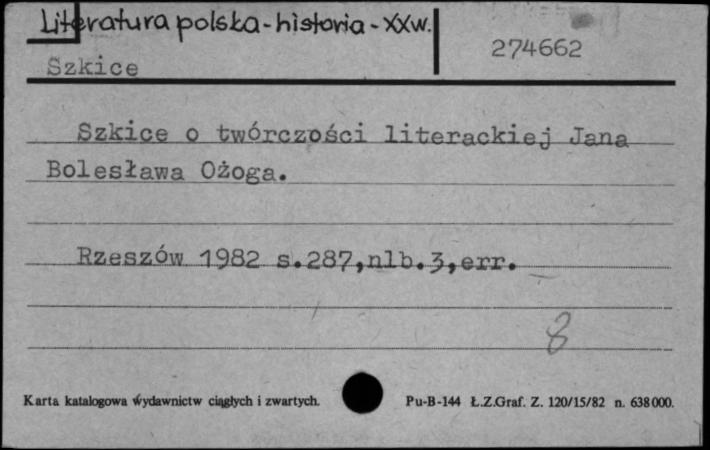 Literatura polska - historia - XX w.
274662
Szkice
Szkice o twórczości literackiej Jana
Bolesława Ożoga.
Rzeszów 1982 s.287,nlb.3,err.
8
Karta katalogowa wydawnictw ciągłych i zwartych.
Pu-B-144 Ł.Z.Graf. Z. 120/15/82 n. 638000.